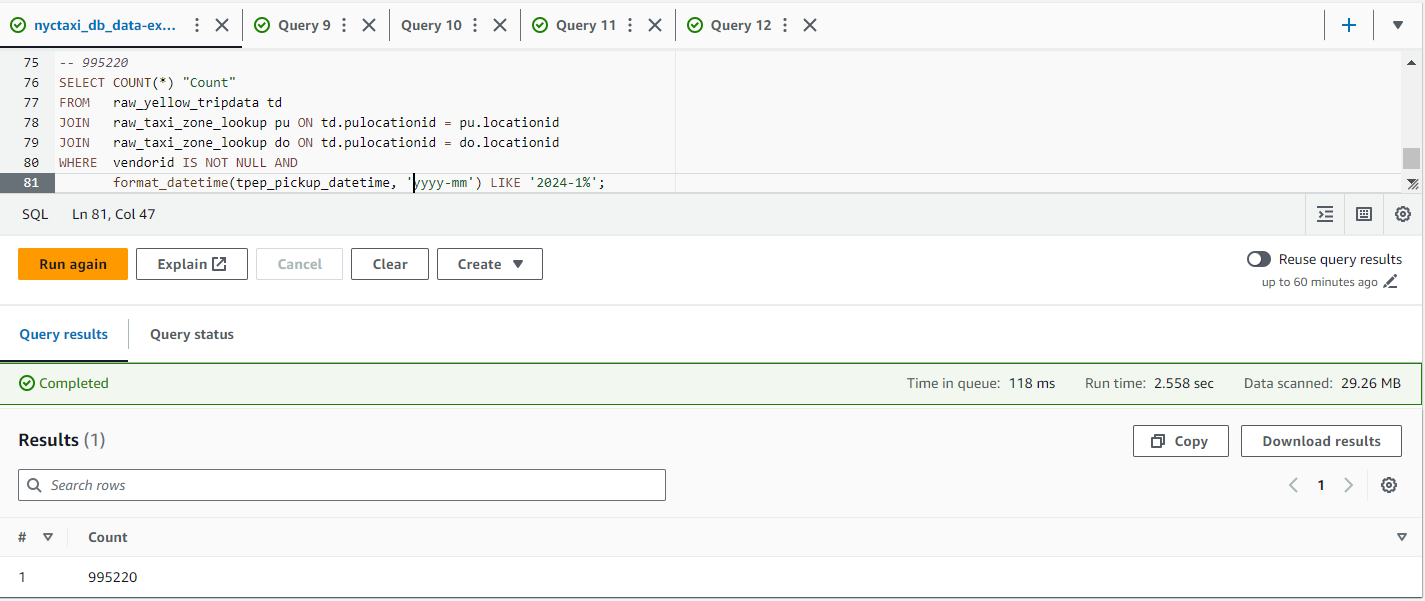 nyctaxi_db_data-ex... Query 9 Query 10 Query 11 Query 12
75 -- 995220
76 SELECT COUNT(*) "Count"
77 FROM raw_yellow_tripdata td
78 JOIN raw_taxi_zone_lookup pu ON td.pulocationid = pu.locationid
79 JOIN raw_taxi_zone_lookup do ON td.pulocationid = do.locationid
80 WHERE vendorid IS NOT NULL AND
81 format_datetime(tpep_pickup_datetime, 'yyyy-mm') LIKE '2024-1%';
SQL Ln 81, Col 47
Run again Explain Cancel Clear Create Reuse query results
up to 60 minutes ago
Query results Query status
Completed Time in queue: 118 ms Run time: 2.558 sec Data scanned: 29.26 MB
Results (1) Copy Download results
Search rows 1
# Count
1 995220